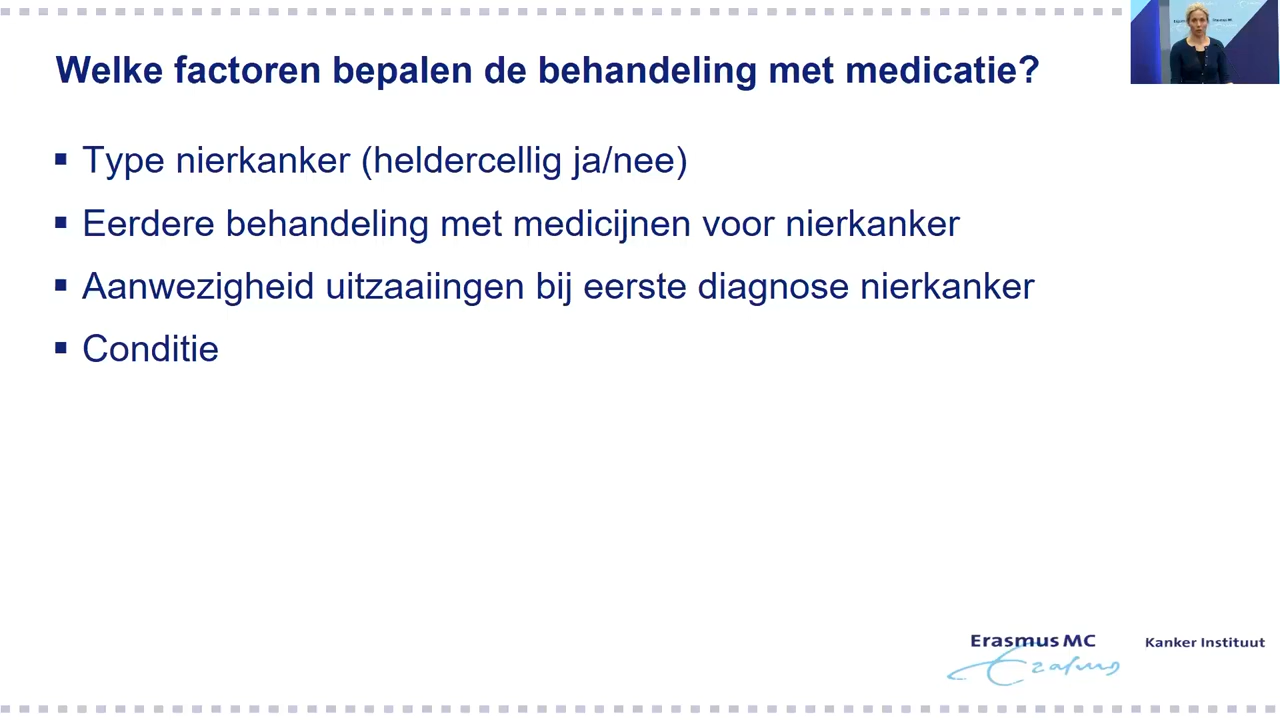 Welke factoren bepalen de behandeling met medicatie?
▪ Type nierkanker (heldercellig ja/nee)
▪ Eerdere behandeling met medicijnen voor nierkanker
▪ Aanwezigheid uitzaaiingen bij eerste diagnose nierkanker
▪ Conditie
Erasmus MC Kanker Instituut
Erasmus